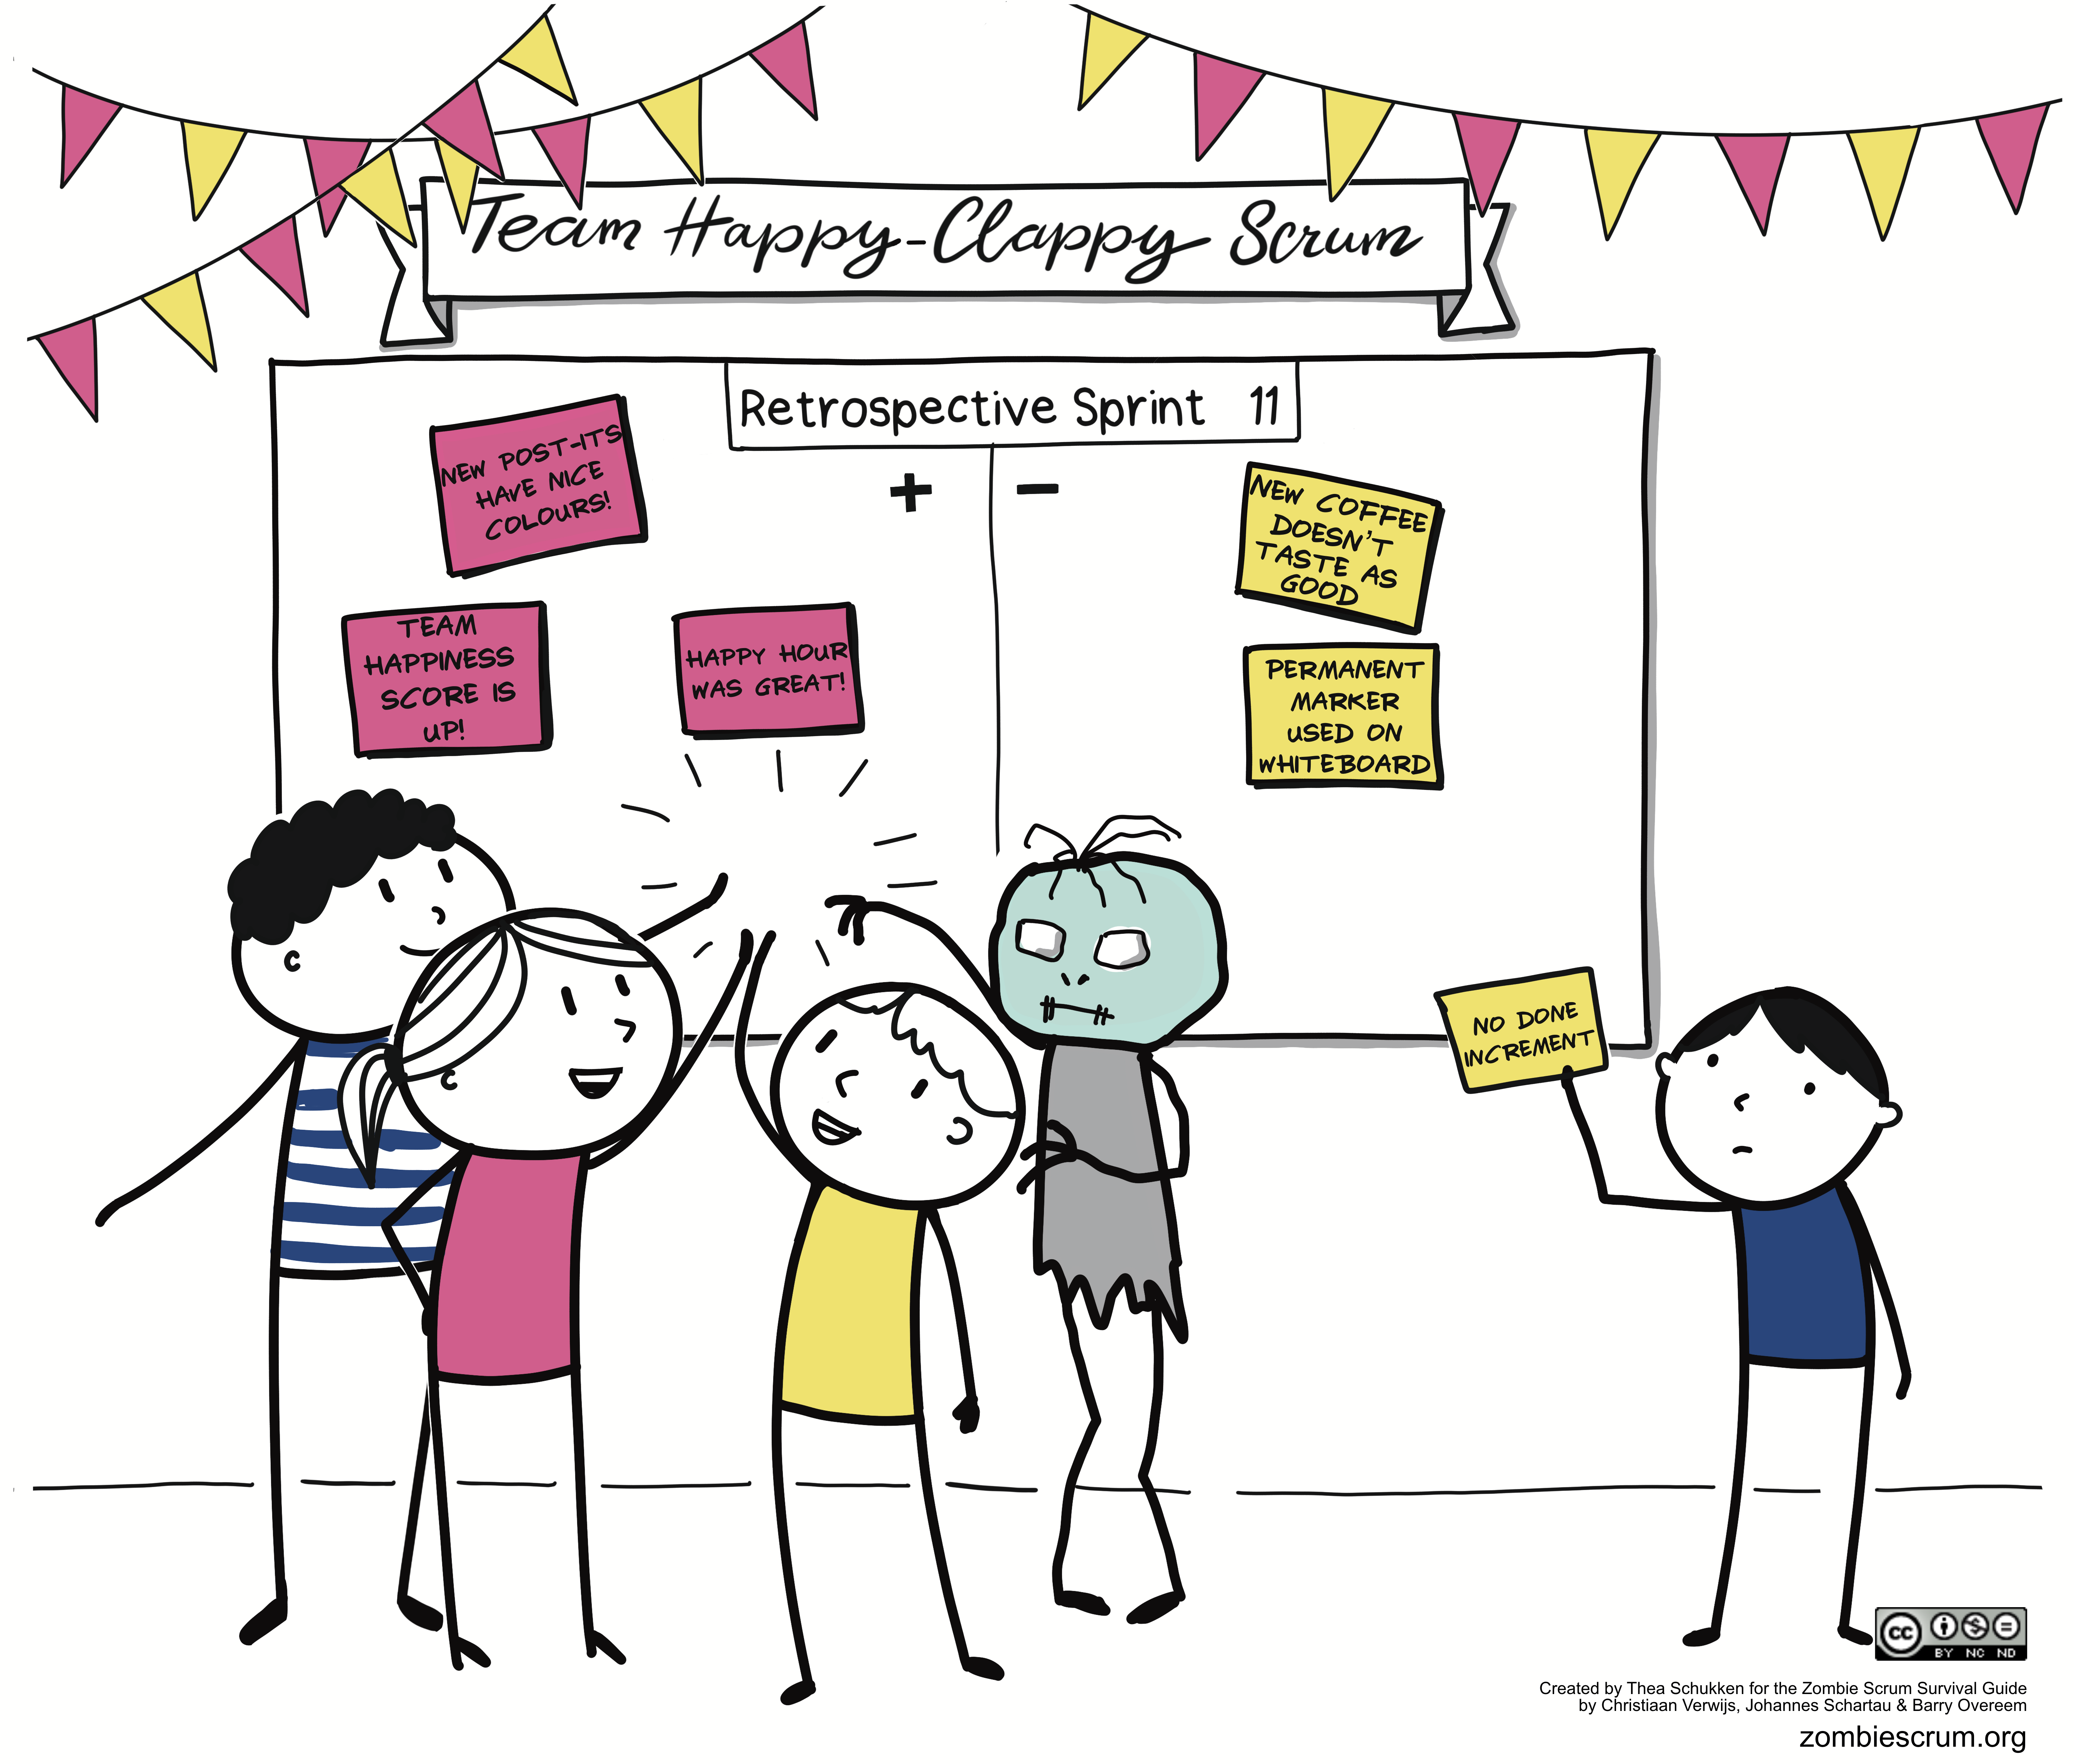 Team Happy-Clappy Scrum
Retrospective Sprint 11
+ −
NEW POST-ITS
HAVE NICE
COLOURS!
TEAM
HAPPINESS
SCORE IS
UP!
HAPPY HOUR
WAS GREAT!
NEW COFFEE
DOESN'T
TASTE AS
GOOD
PERMANENT
MARKER
USED ON
WHITEBOARD
NO DONE
INCREMENT
cc
BY NC ND
Created by Thea Schukken for the Zombie Scrum Survival Guide
by Christiaan Verwijs, Johannes Schartau & Barry Overeem
zombiescrum.org